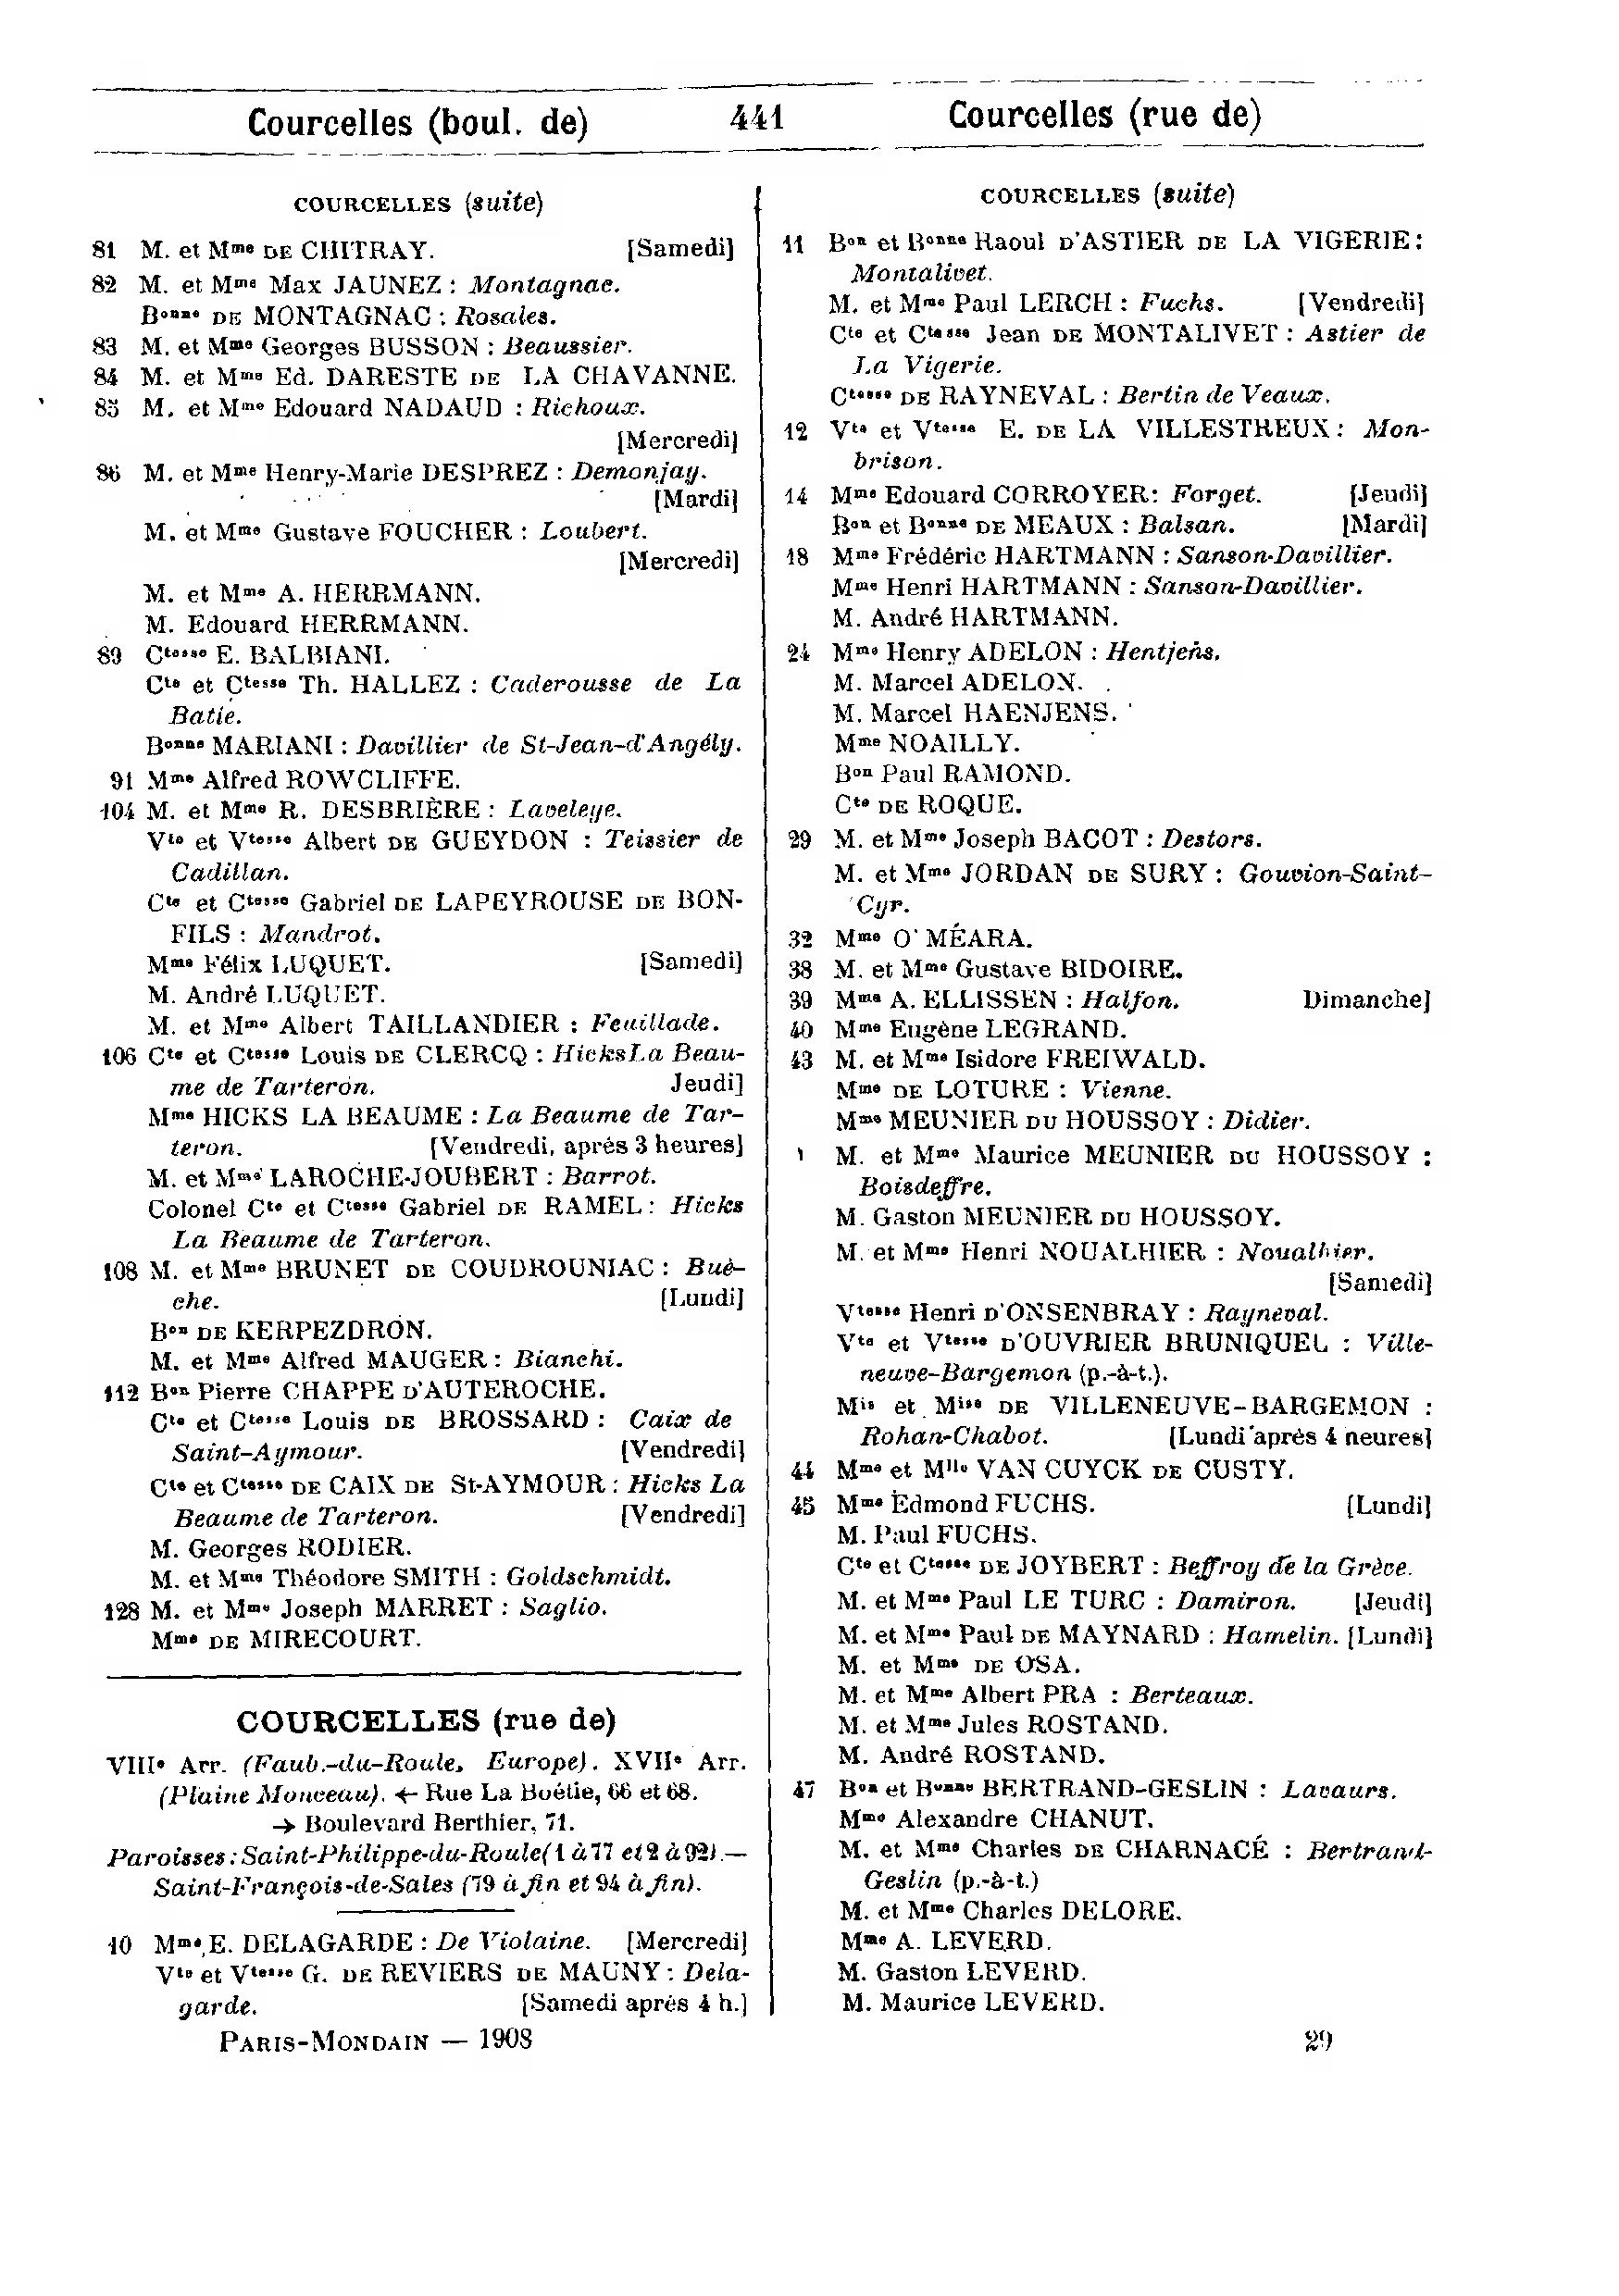 Courcelles (boul. de) 441 Courcelles (rue de)
COURCELLES (suite)
81 M. et Mme DE CHITRAY. [Samedi]
82 M. et Mme Max JAUNEZ : Montagnac.
Bonne DE MONTAGNAC : Rosales.
83 M. et Mme Georges BUSSON : Beaussier.
84 M. et Mme Ed. DARESTE DE LA CHAVANNE.
85 M. et Mme Edouard NADAUD : Richoux.
[Mercredi]
86 M. et Mme Henry-Marie DESPREZ : Demonjay.
[Mardi]
M. et Mme Gustave FOUCHER : Loubert.
[Mercredi]
M. et Mme A. HERRMANN.
M. Edouard HERRMANN.
89 Ctesse E. BALBIANI.
Cte et Ctesse Th. HALLEZ : Caderousse de La
Batie.
Bonne MARIANI : Davillier de St-Jean-d'Angély.
91 Mme Alfred ROWCLIFFE.
104 M. et Mme R. DESBRIÈRE : Laveleye.
Vte et Vtesse Albert DE GUEYDON : Teissier de
Cadillan.
Cte et Ctesse Gabriel DE LAPEYROUSE DE BON-
FILS : Mandrot.
Mme Félix LUQUET. [Samedi]
M. André LUQUET.
M. et Mme Albert TAILLANDIER : Feuillade.
106 Cte et Ctesse Louis DE CLERCQ : HicksLa Beau-
me de Tarteron. Jeudi]
Mme HICKS LA BEAUME : La Beaume de Tar-
teron. [Vendredi, après 3 heures]
M. et Mme LAROCHE-JOUBERT : Barrot.
Colonel Cte et Ctesse Gabriel DE RAMEL : Hicks
La Beaume de Tarteron.
108 M. et Mme BRUNET DE COUDROUNIAC : Buè-
che. [Lundi]
Bon DE KERPEZDRON.
M. et Mme Alfred MAUGER : Bianchi.
112 Bon Pierre CHAPPE D'AUTEROCHE.
Cte et Ctesse Louis DE BROSSARD : Caix de
Saint-Aymour. [Vendredi]
Cte et Ctesse DE CAIX DE St-AYMOUR : Hicks La
Beaume de Tarteron. [Vendredi]
M. Georges RODIER.
M. et Mme Théodore SMITH : Goldschmidt.
128 M. et Mme Joseph MARRET : Saglio.
Mme DE MIRECOURT.
COURCELLES (rue de)
VIIIe Arr. (Faub.-du-Roule, Europe). XVIIe Arr.
(Plaine Monceau). ← Rue La Boétie, 66 et 68.
→ Boulevard Berthier, 71.
Paroisses : Saint-Philippe-du-Roule (1 à 77 et 2 à 92).—
Saint-François-de-Sales (79 à fin et 94 à fin).
10 Mme E. DELAGARDE : De Violaine. [Mercredi]
Vte et Vtesse G. DE REVIERS DE MAUNY : Dela-
garde. [Samedi après 4 h.]
COURCELLES (suite)
11 Bon et Bonne Raoul D'ASTIER DE LA VIGERIE :
Montalivet.
M. et Mme Paul LERCH : Fuchs. [Vendredi]
Cte et Ctesse Jean DE MONTALIVET : Astier de
La Vigerie.
Ctesse DE RAYNEVAL : Bertin de Veaux.
12 Vte et Vtesse E. DE LA VILLESTREUX : Mon-
brison.
14 Mme Edouard CORROYER : Forget. [Jeudi]
Bon et Bonne DE MEAUX : Balsan. [Mardi]
18 Mme Frédéric HARTMANN : Sanson-Davillier.
Mme Henri HARTMANN : Sanson-Davillier.
M. André HARTMANN.
24 Mme Henry ADELON : Hentjens.
M. Marcel ADELON.
M. Marcel HAENJENS.
Mme NOAILLY.
Bon Paul RAMOND.
Cte DE ROQUE.
29 M. et Mme Joseph BACOT : Destors.
M. et Mme JORDAN DE SURY : Gouvion-Saint-
Cyr.
32 Mme O'MÉARA.
38 M. et Mme Gustave BIDOIRE.
39 Mme A. ELLISSEN : Halfon. Dimanche]
40 Mme Eugène LEGRAND.
43 M. et Mme Isidore FREIWALD.
Mme DE LOTURE : Vienne.
Mme MEUNIER DU HOUSSOY : Didier.
M. et Mme Maurice MEUNIER DU HOUSSOY :
Boisdeffre.
M. Gaston MEUNIER DU HOUSSOY.
M. et Mme Henri NOUALHIER : Noualhier.
[Samedi]
Vtesse Henri D'ONSENBRAY : Rayneval.
Vte et Vtesse D'OUVRIER BRUNIQUEL : Ville-
neuve-Bargemon (p.-à-t.).
Mis et Mise DE VILLENEUVE-BARGEMON :
Rohan-Chabot. [Lundi après 4 neures]
44 Mme et Mlle VAN CUYCK DE CUSTY.
45 Mme Edmond FUCHS. [Lundi]
M. Paul FUCHS.
Cte et Ctesse DE JOYBERT : Beffroy de la Grève.
M. et Mme Paul LE TURC : Damiron. [Jeudi]
M. et Mme Paul DE MAYNARD : Hamelin. [Lundi]
M. et Mme DE OSA.
M. et Mme Albert PRA : Berteaux.
M. et Mme Jules ROSTAND.
M. André ROSTAND.
47 Bon et Bonne BERTRAND-GESLIN : Lavaurs.
Mme Alexandre CHANUT.
M. et Mme Charles DE CHARNACÉ : Bertrand-
Geslin (p.-à-t.)
M. et Mme Charles DELORE.
Mme A. LEVERD.
M. Gaston LEVERD.
M. Maurice LEVERD.
PARIS-MONDAIN — 1908 29